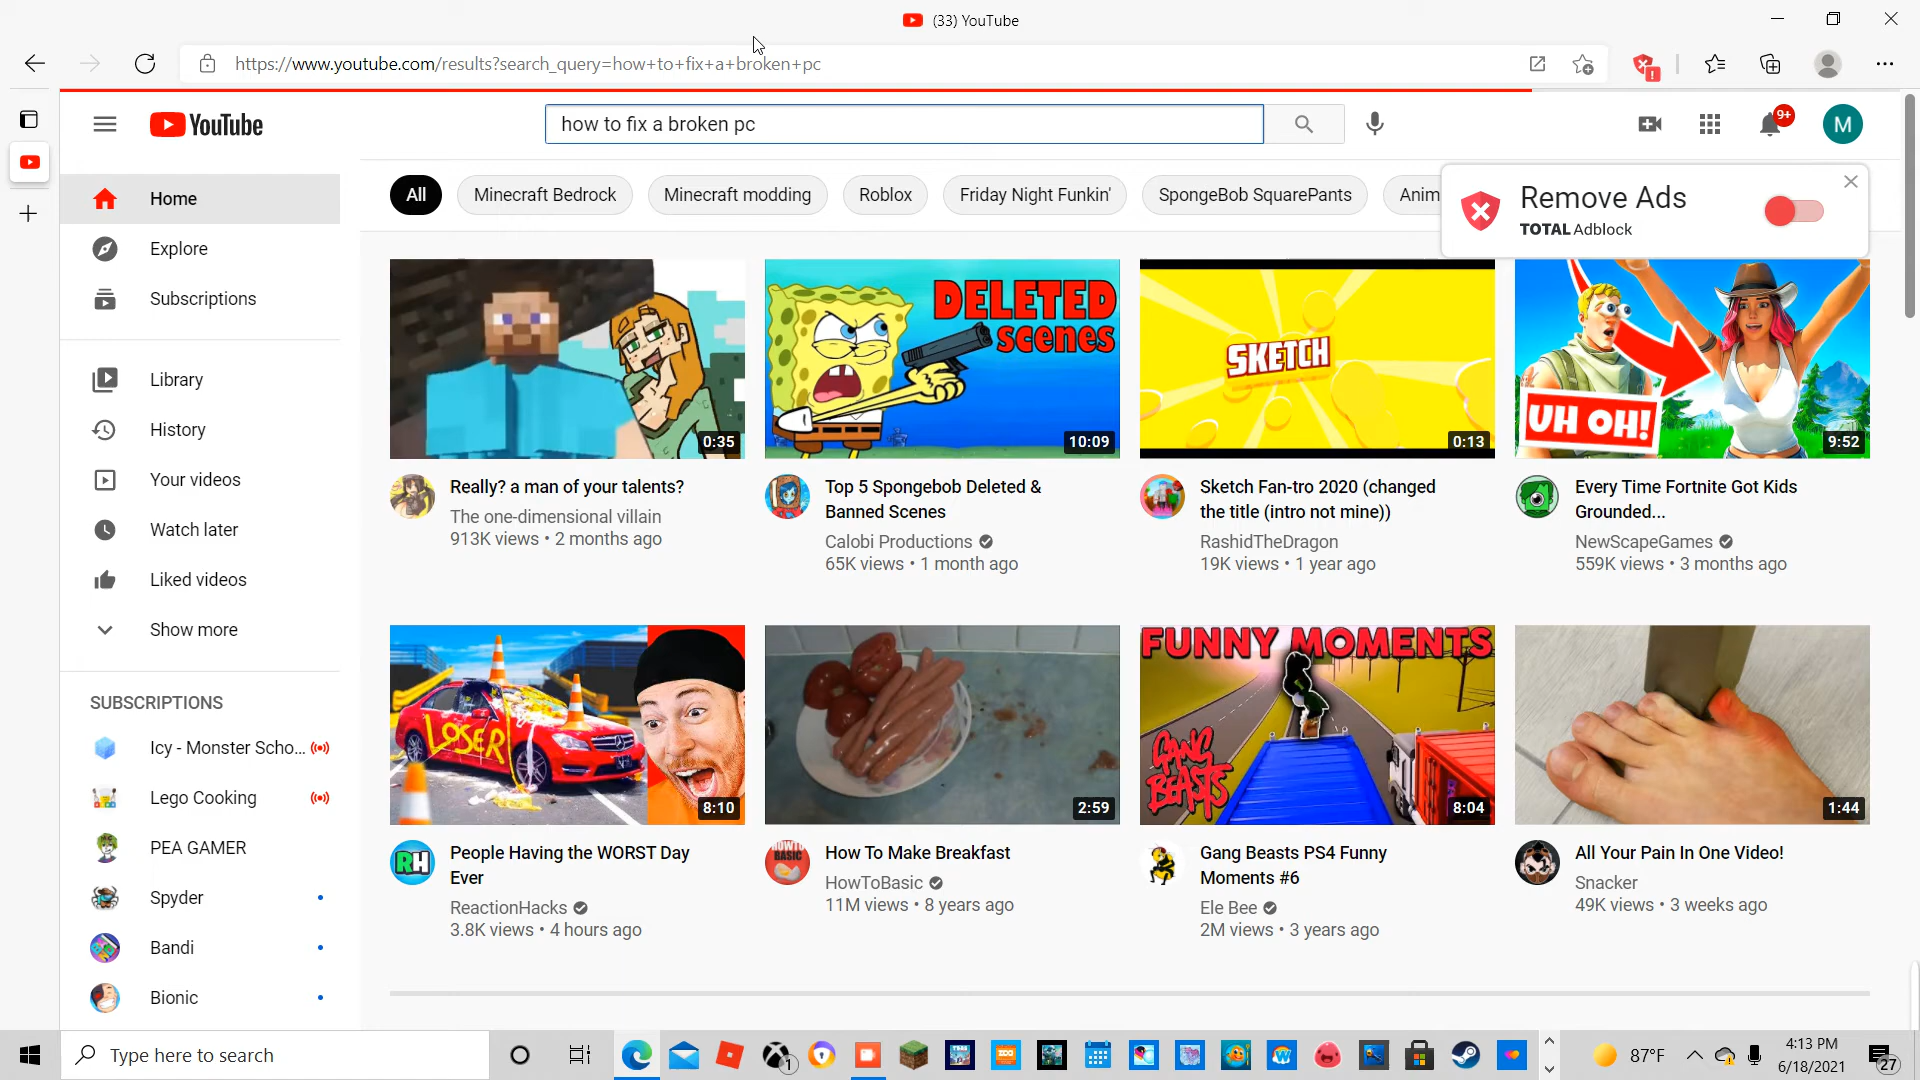 (33) YouTube
https://www.youtube.com/results?search_query=how+to+fix+a+broken+pc
YouTube
how to fix a broken pc
9+
M
Home
Explore
Subscriptions
Library
History
Your videos
Watch later
Liked videos
Show more
SUBSCRIPTIONS
Icy - Monster Scho...
Lego Cooking
PEA GAMER
Spyder
Bandi
Bionic
All
Minecraft Bedrock
Minecraft modding
Roblox
Friday Night Funkin'
SpongeBob SquarePants
Anim
Remove Ads
TOTAL Adblock
0:35
Really? a man of your talents?
The one-dimensional villain
913K views • 2 months ago
DELETED
scenes
10:09
Top 5 Spongebob Deleted &
Banned Scenes
Calobi Productions
65K views • 1 month ago
SKETCH
0:13
Sketch Fan-tro 2020 (changed
the title (intro not mine))
RashidTheDragon
19K views • 1 year ago
UH OH!
9:52
Every Time Fortnite Got Kids
Grounded...
NewScapeGames
559K views • 3 months ago
LOSER
8:10
RH
People Having the WORST Day
Ever
ReactionHacks
3.8K views • 4 hours ago
2:59
HOWTO
BASIC
How To Make Breakfast
HowToBasic
11M views • 8 years ago
FUNNY MOMENTS
GANG
BEASTS
8:04
Gang Beasts PS4 Funny
Moments #6
Ele Bee
2M views • 3 years ago
1:44
All Your Pain In One Video!
Snacker
49K views • 3 weeks ago
Type here to search
1
87°F
4:13 PM
6/18/2021
27